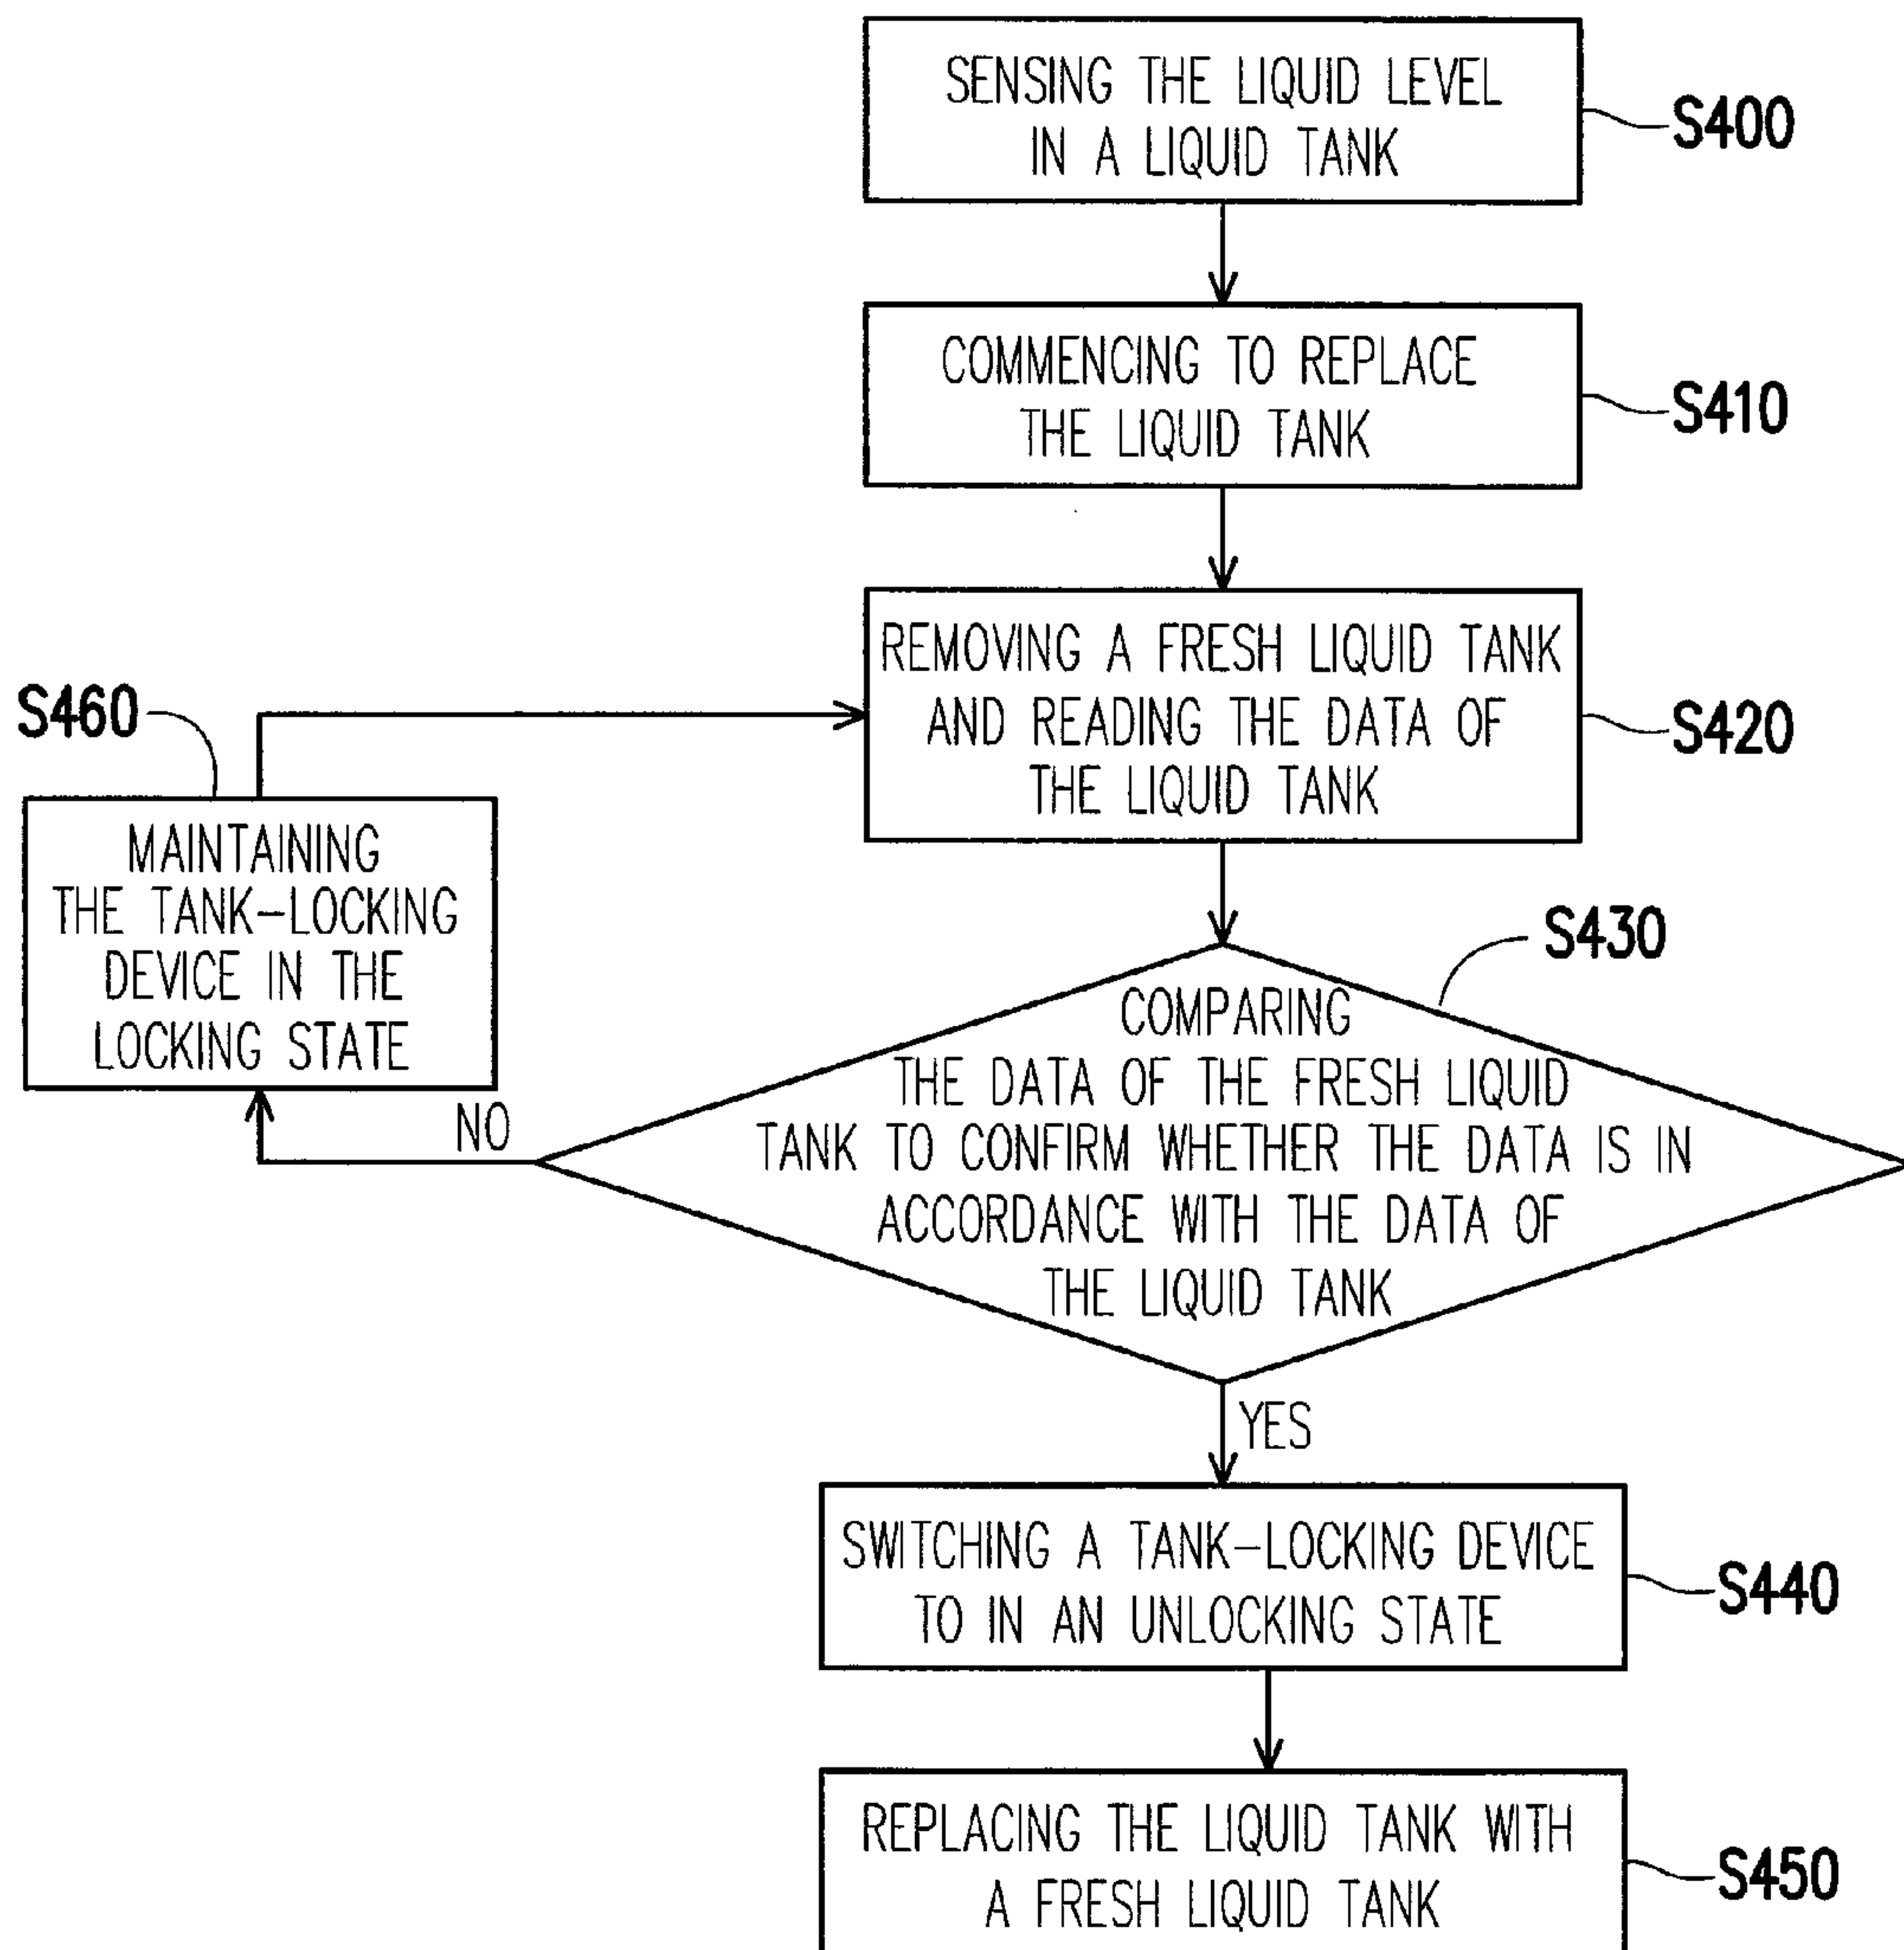 SENSING THE LIQUID LEVEL
IN A LIQUID TANK
S400
COMMENCING TO REPLACE
THE LIQUID TANK
S410
REMOVING A FRESH LIQUID TANK
AND READING THE DATA OF
THE LIQUID TANK
S420
S460
MAINTAINING
THE TANK-LOCKING
DEVICE IN THE
LOCKING STATE
S430
COMPARING
THE DATA OF THE FRESH LIQUID
TANK TO CONFIRM WHETHER THE DATA IS IN
ACCORDANCE WITH THE DATA OF
THE LIQUID TANK
NO
YES
SWITCHING A TANK-LOCKING DEVICE
TO IN AN UNLOCKING STATE
S440
REPLACING THE LIQUID TANK WITH
A FRESH LIQUID TANK
S450